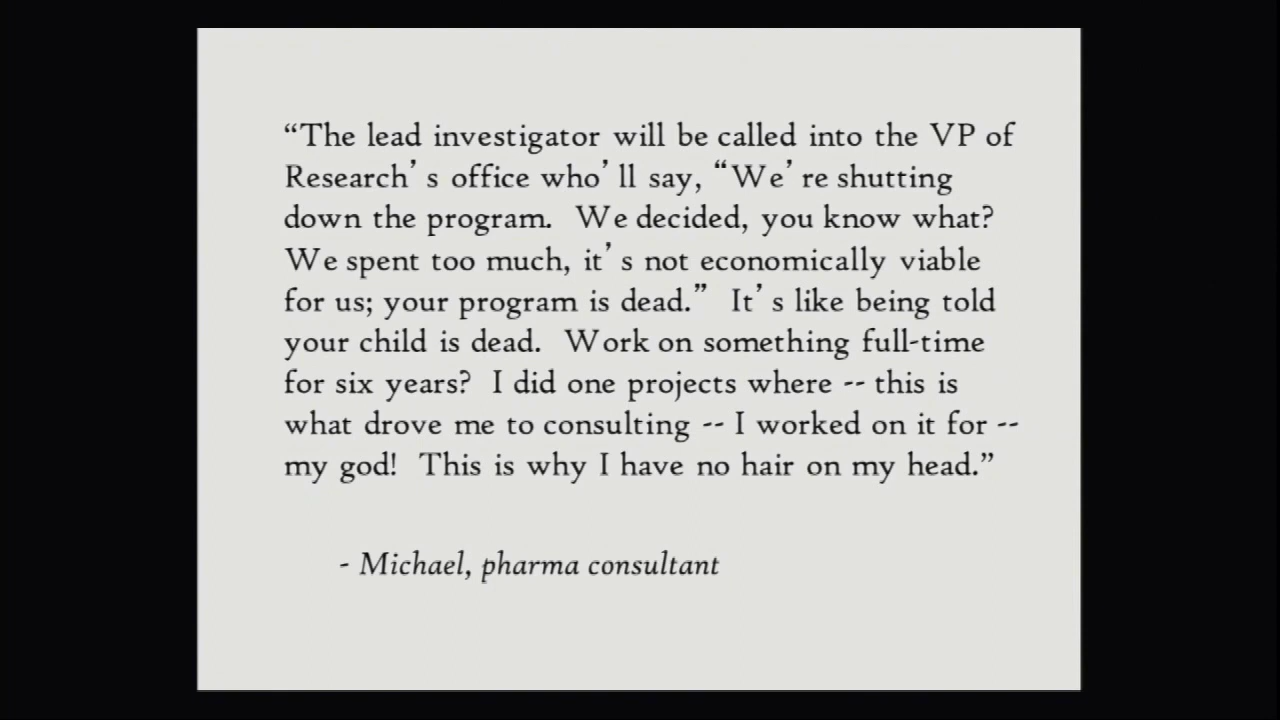 “The lead investigator will be called into the VP of
Research’ s office who’ ll say, “We’ re shutting
down the program.  We decided, you know what?
We spent too much, it’ s not economically viable
for us; your program is dead.”  It’ s like being told
your child is dead.  Work on something full-time
for six years?  I did one projects where -- this is
what drove me to consulting -- I worked on it for --
my god!  This is why I have no hair on my head.”
- Michael, pharma consultant